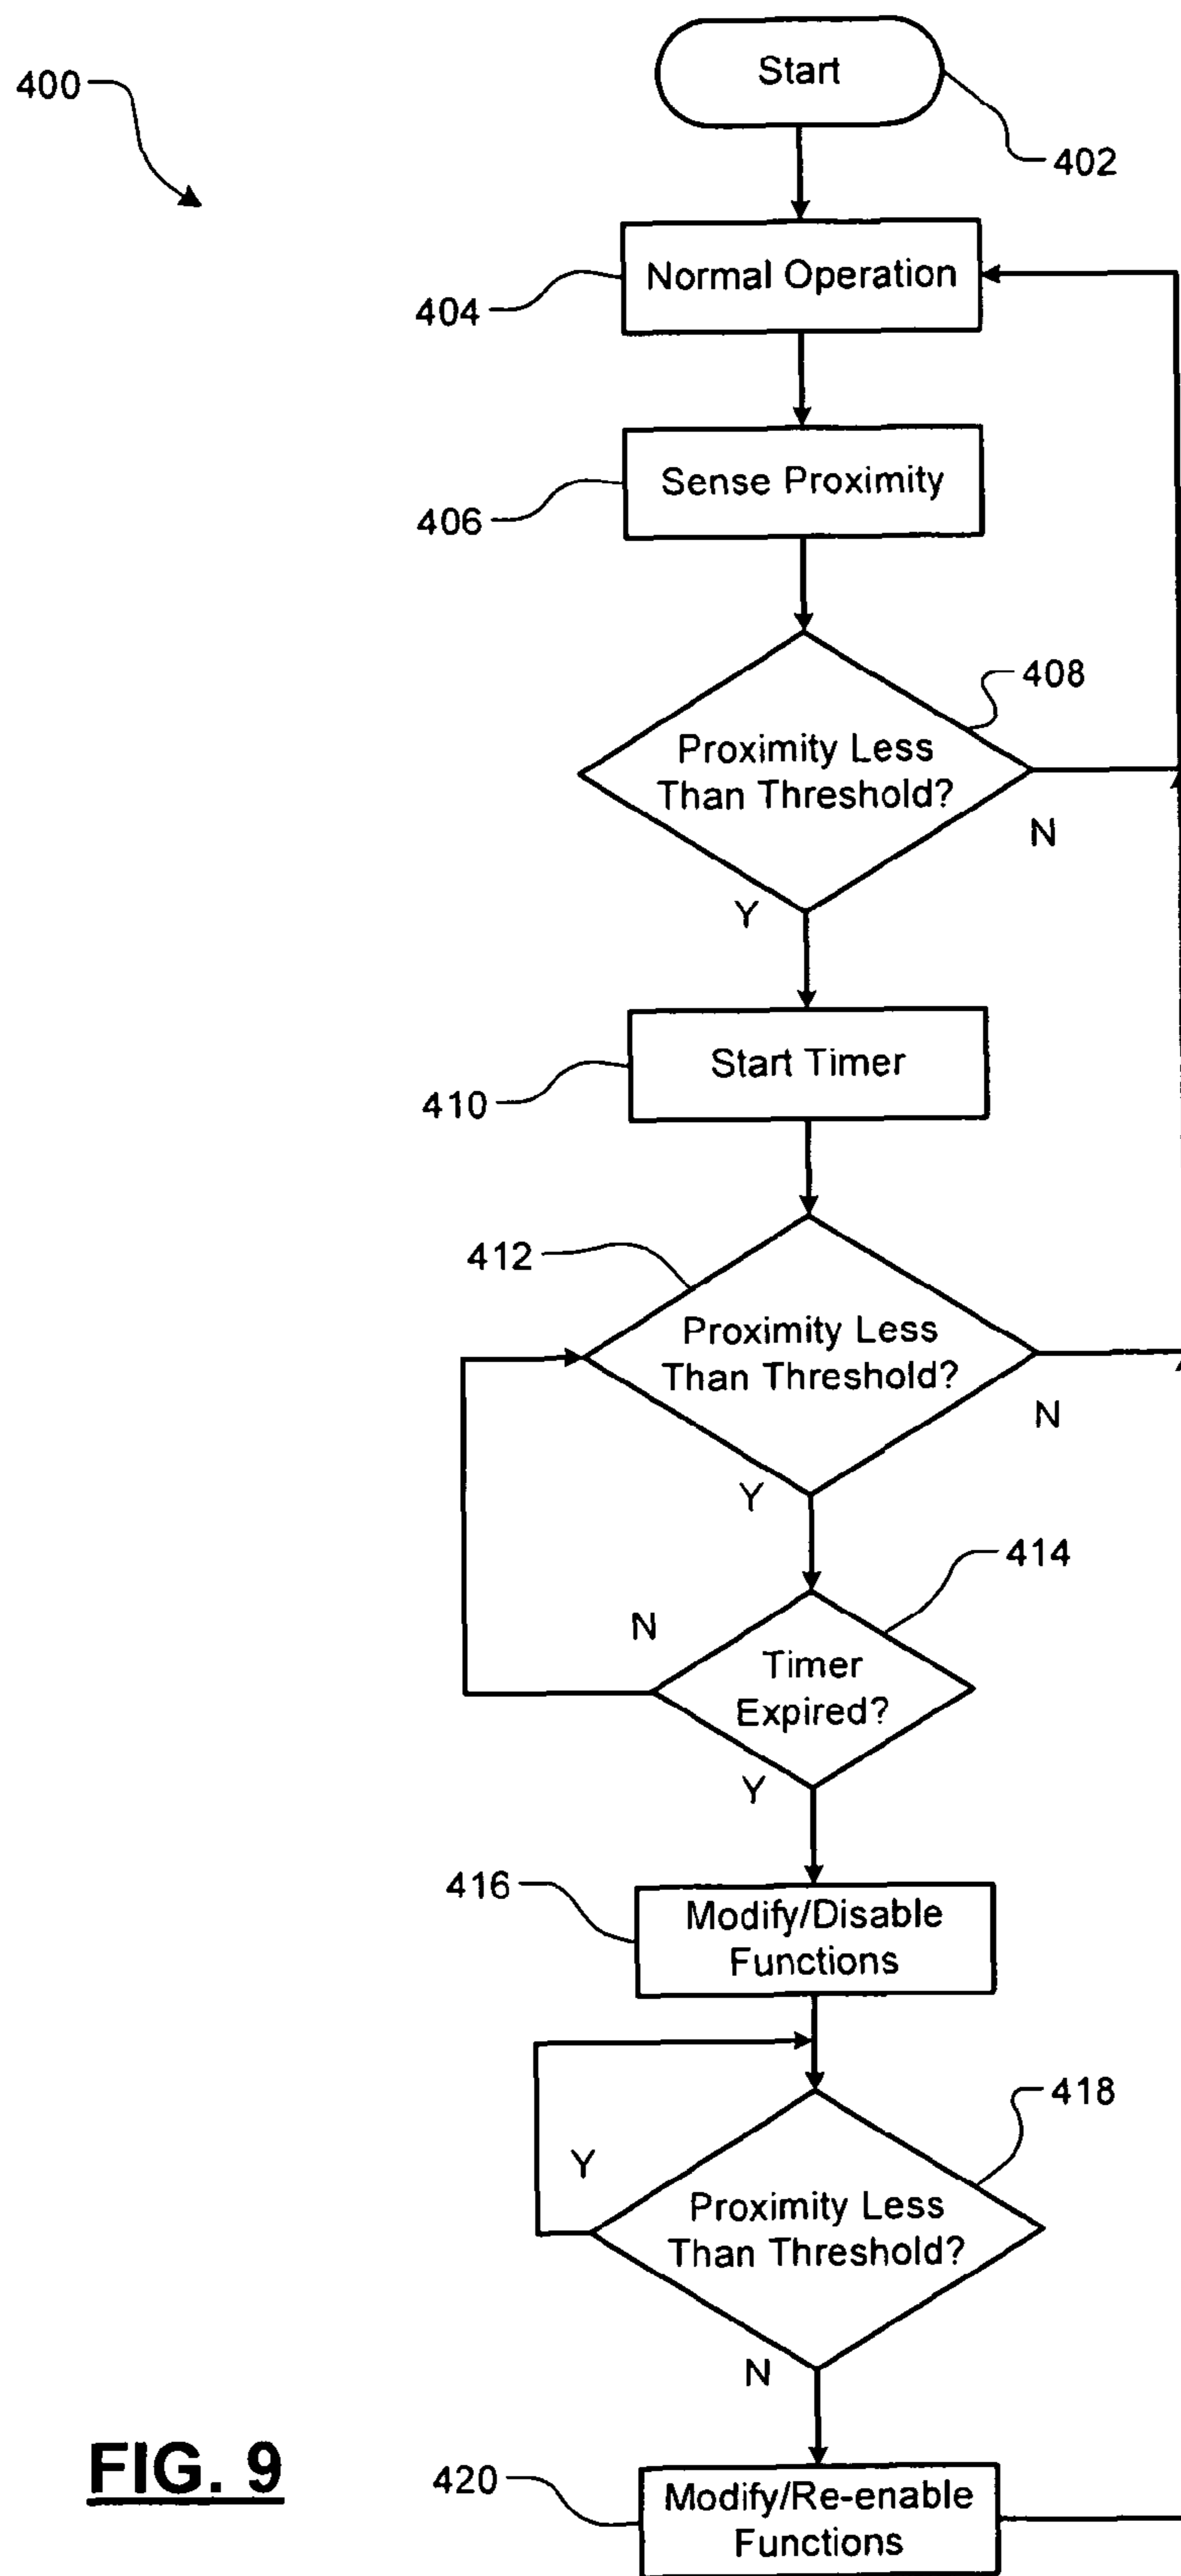 400
Start
402
Normal Operation
404
Sense Proximity
406
408
Proximity Less
Than Threshold?
N
Y
Start Timer
410
412
Proximity Less
Than Threshold?
N
Y
414
N
Timer
Expired?
Y
416
Modify/Disable
Functions
418
Y
Proximity Less
Than Threshold?
N
FIG. 9
420
Modify/Re-enable
Functions